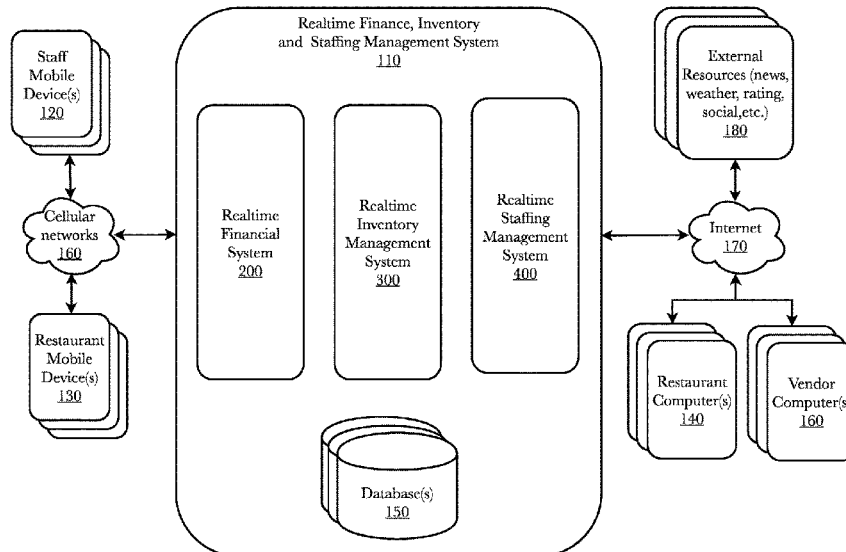 Staff
Mobile
Device(s)
120
Cellular
networks
160
Restaurant
Mobile
Device(s)
130
Realtime Finance, Inventory
and Staffing Management System
110
Realtime
Financial
System
200
Realtime
Inventory
Management
System
300
Realtime
Staffing
Management
System
400
Database(s)
150
External
Resources (news,
weather, rating,
social,etc.)
180
Internet
170
Restaurant
Computer(s)
140
Vendor
Computer(s)
160